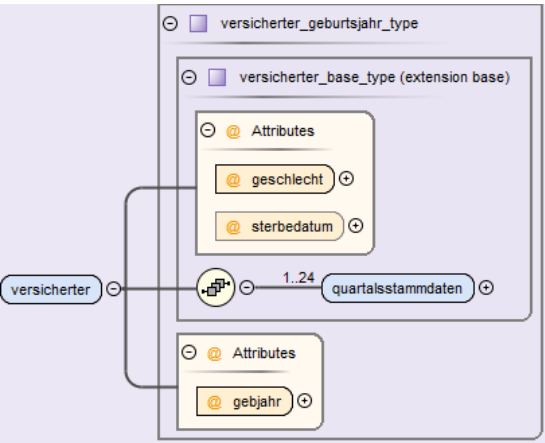 versicherter_geburtsjahr_type
versicherter_base_type (extension base)
@ Attributes
@ geschlecht
@ sterbedatum
versicherter
1..24
quartalsstammdaten
@ Attributes
@ gebjahr